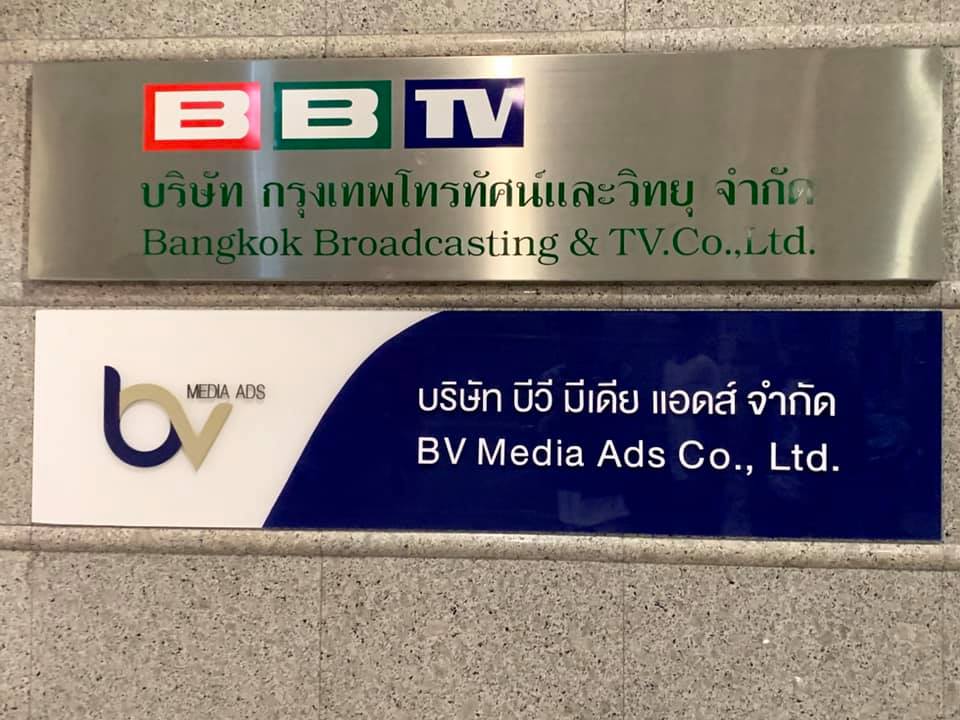 BBTV
บริษัท กรุงเทพโทรทัศน์และวิทยุ จำกัด
Bangkok Broadcasting & TV.Co.,Ltd.
bv MEDIA ADS
บริษัท บีวี มีเดีย แอดส์ จำกัด
BV Media Ads Co., Ltd.